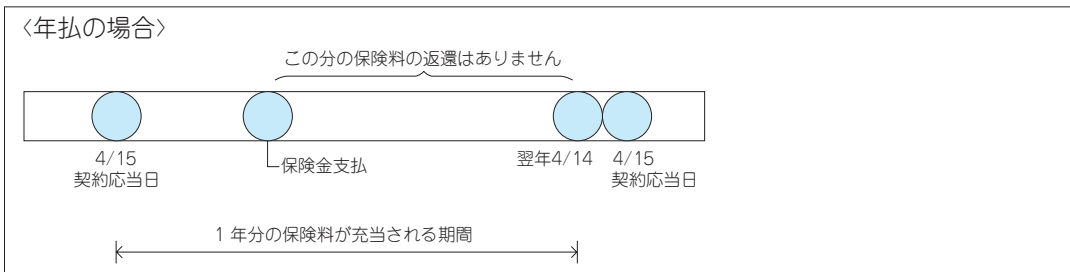 〈年払の場合〉
この分の保険料の返還はありません
4/15
契約応当日
保険金支払
翌年4/14
4/15
契約応当日
1年分の保険料が充当される期間